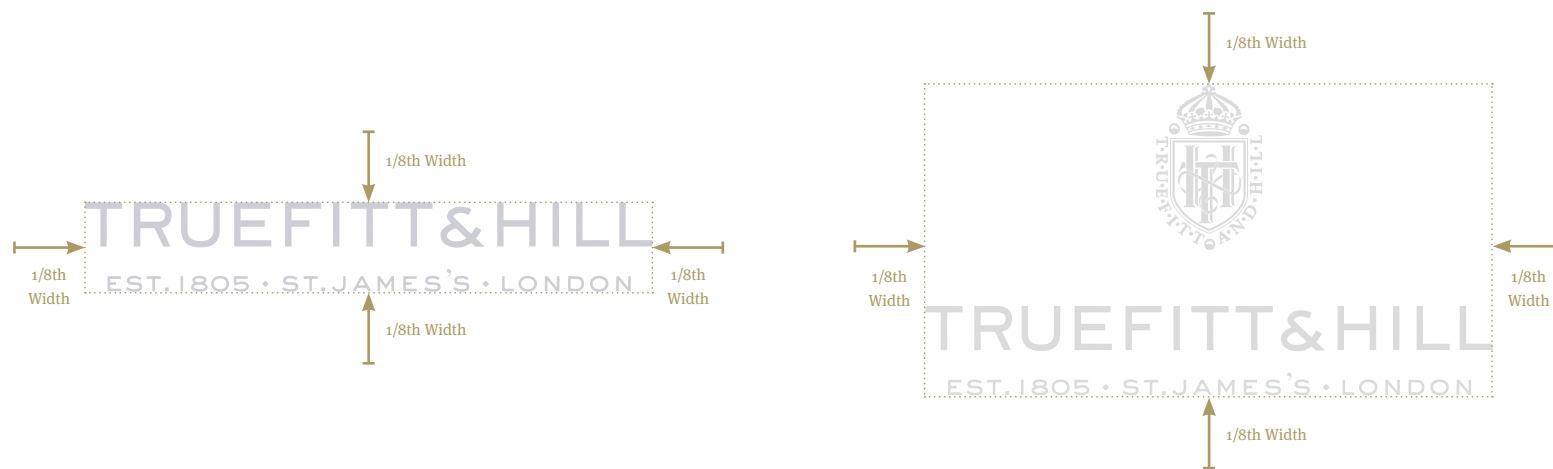 1/8th Width
TRUEFITT&HILL
EST.1805 • ST.JAMES'S • LONDON
1/8th
Width
1/8th
Width
1/8th Width
1/8th Width
T·R·U·E·F·I·T·T·A·N·D·H·I·L·L
1/8th
Width
1/8th
Width
TRUEFITT&HILL
EST.1805 • ST.JAMES'S • LONDON
1/8th Width